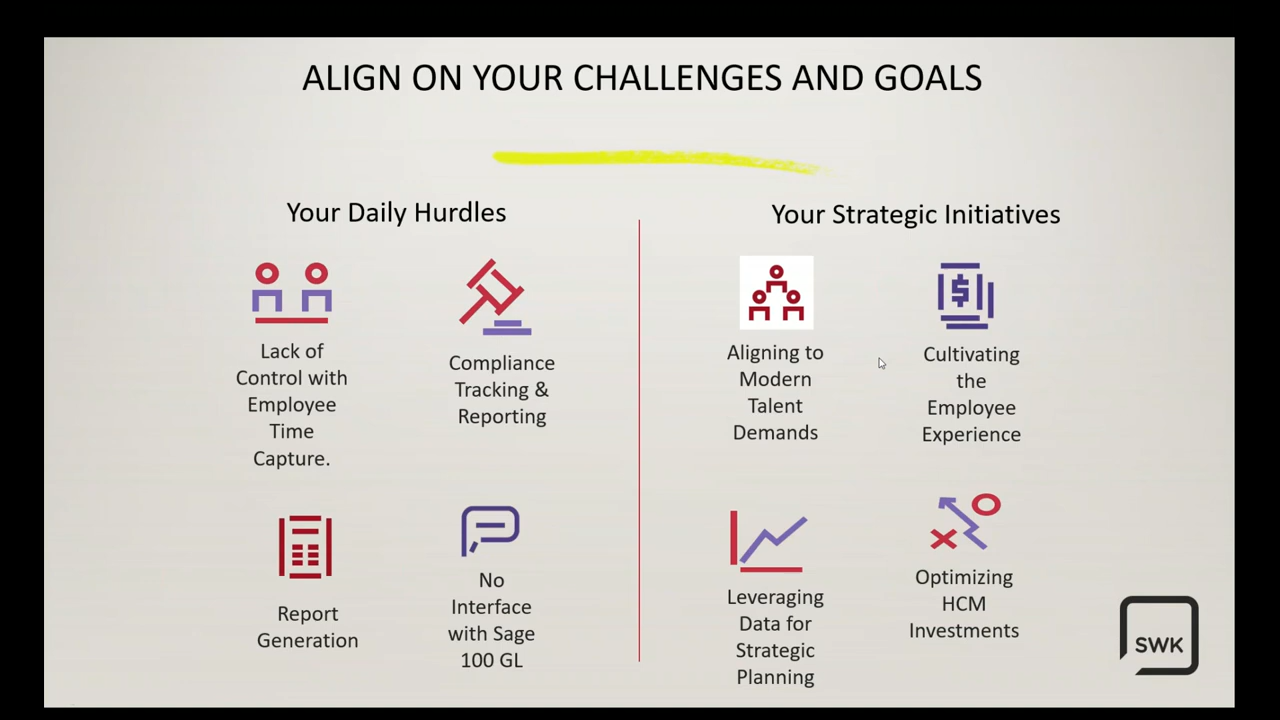 ALIGN ON YOUR CHALLENGES AND GOALS
Your Daily Hurdles
Lack of
Control with
Employee
Time
Capture.
Compliance
Tracking &
Reporting
Report
Generation
No
Interface
with Sage
100 GL
Your Strategic Initiatives
Aligning to
Modern
Talent
Demands
Cultivating
the
Employee
Experience
Leveraging
Data for
Strategic
Planning
Optimizing
HCM
Investments
SWK